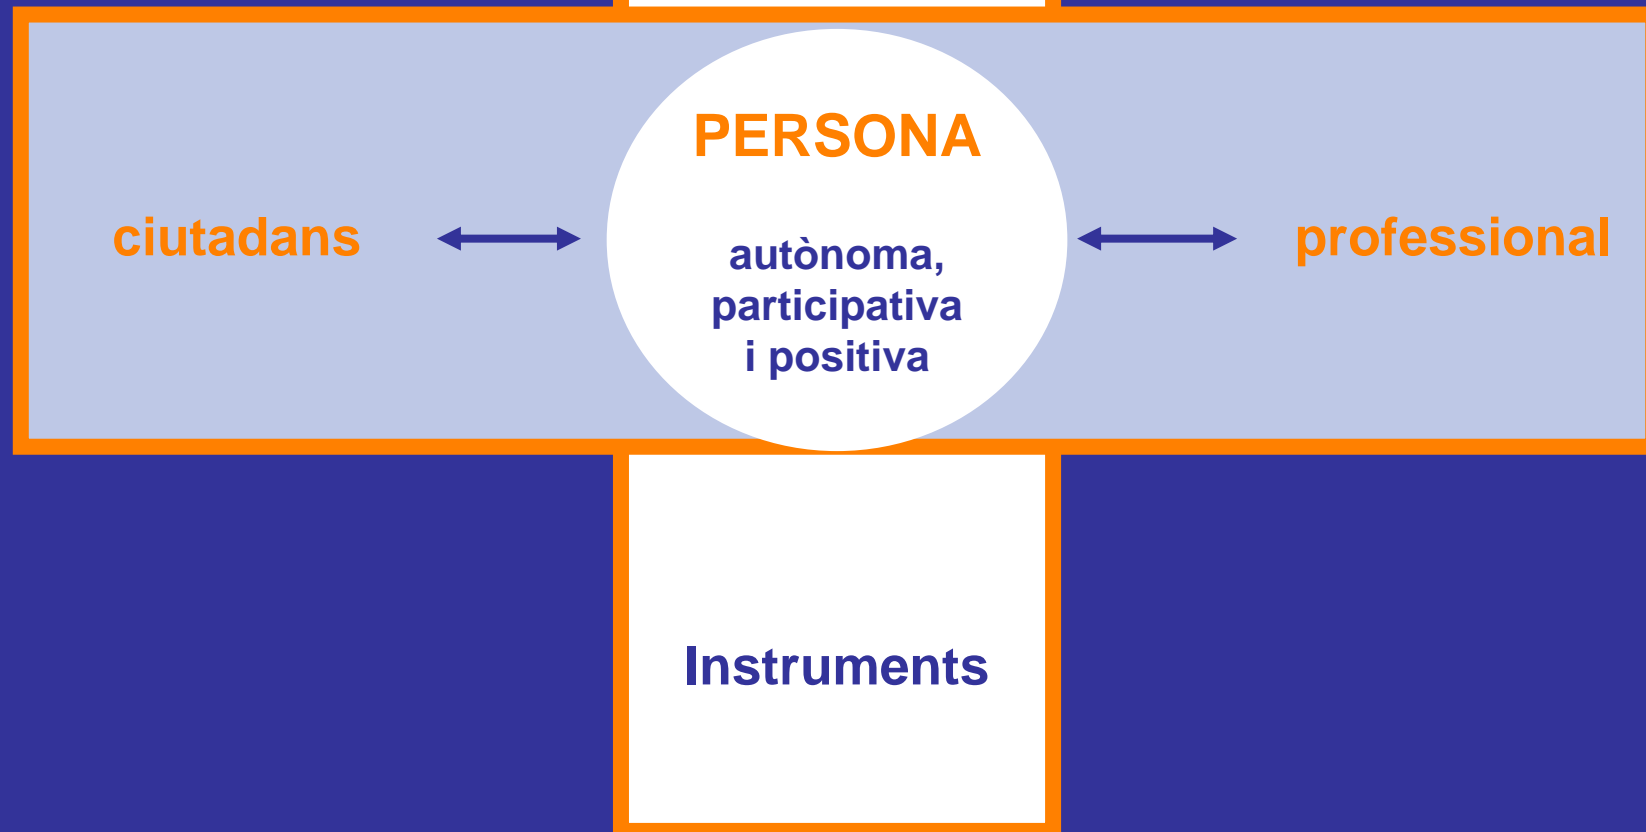 PERSONA
ciutadans
autònoma,
participativa
i positiva
professional
Instruments